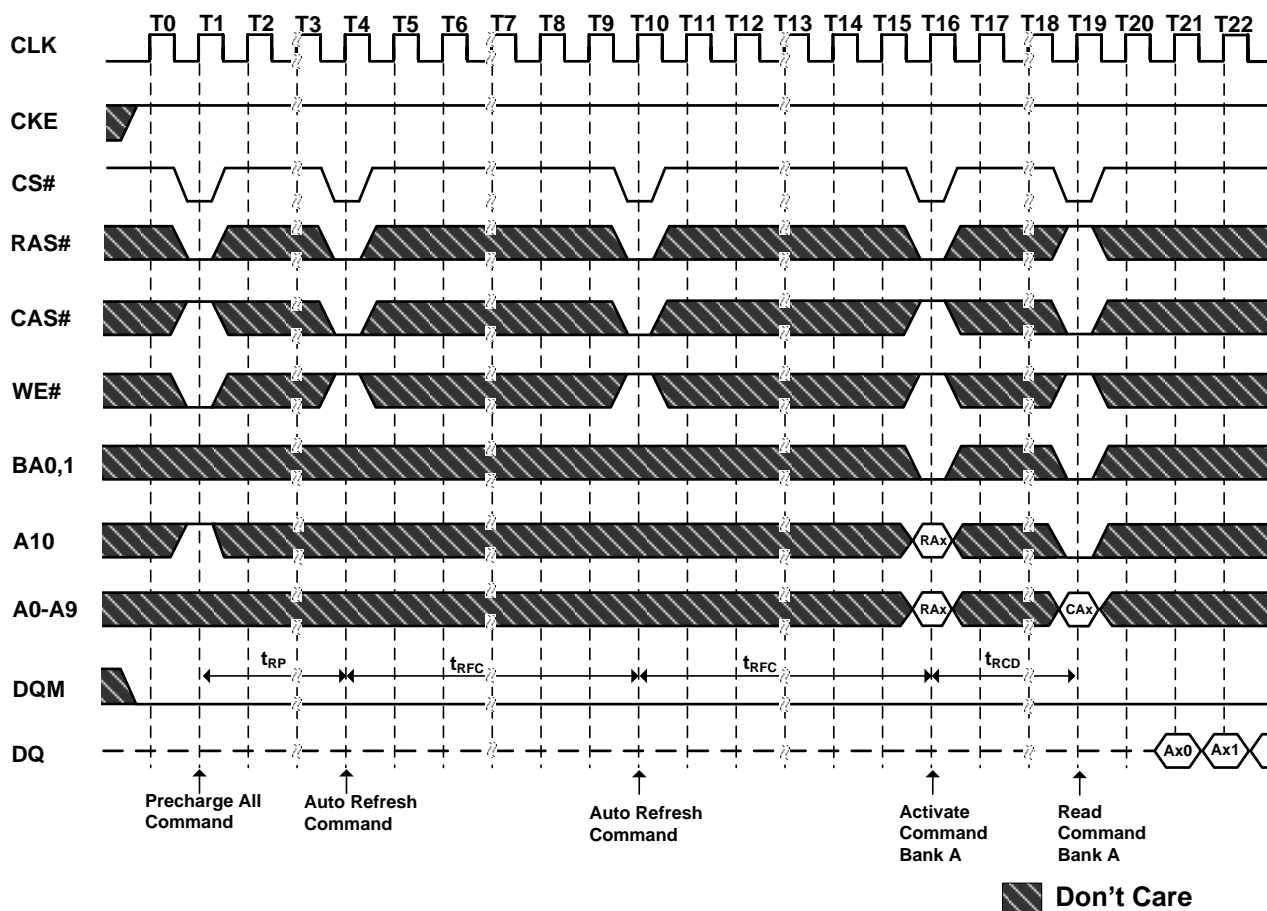 T0 T1 T2 T3 T4 T5 T6 T7 T8 T9 T10 T11 T12 T13 T14 T15 T16 T17 T18 T19 T20 T21 T22
CLK
CKE
CS#
RAS#
CAS#
WE#
BA0,1
A10 RAx
A0-A9 RAx CAx
tRP tRFC tRFC tRCD
DQM
DQ Ax0 Ax1
Precharge All
Command
Auto Refresh
Command
Auto Refresh
Command
Activate
Command
Bank A
Read
Command
Bank A
Don't Care